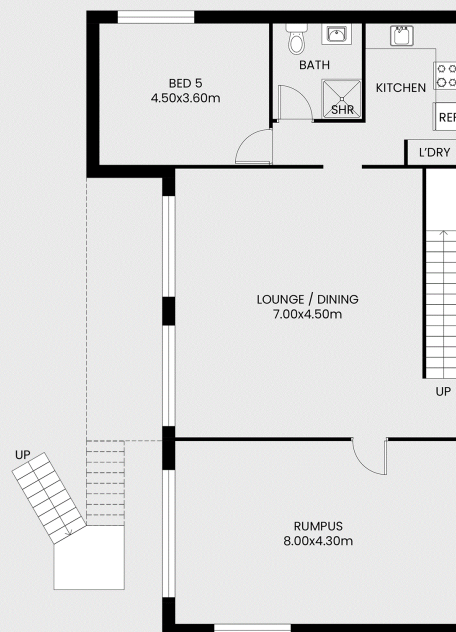 BATH
BED 5
4.50x3.60m
KITCHEN
SHR
REF
L'DRY
LOUNGE / DINING
7.00x4.50m
UP
UP
RUMPUS
8.00x4.30m